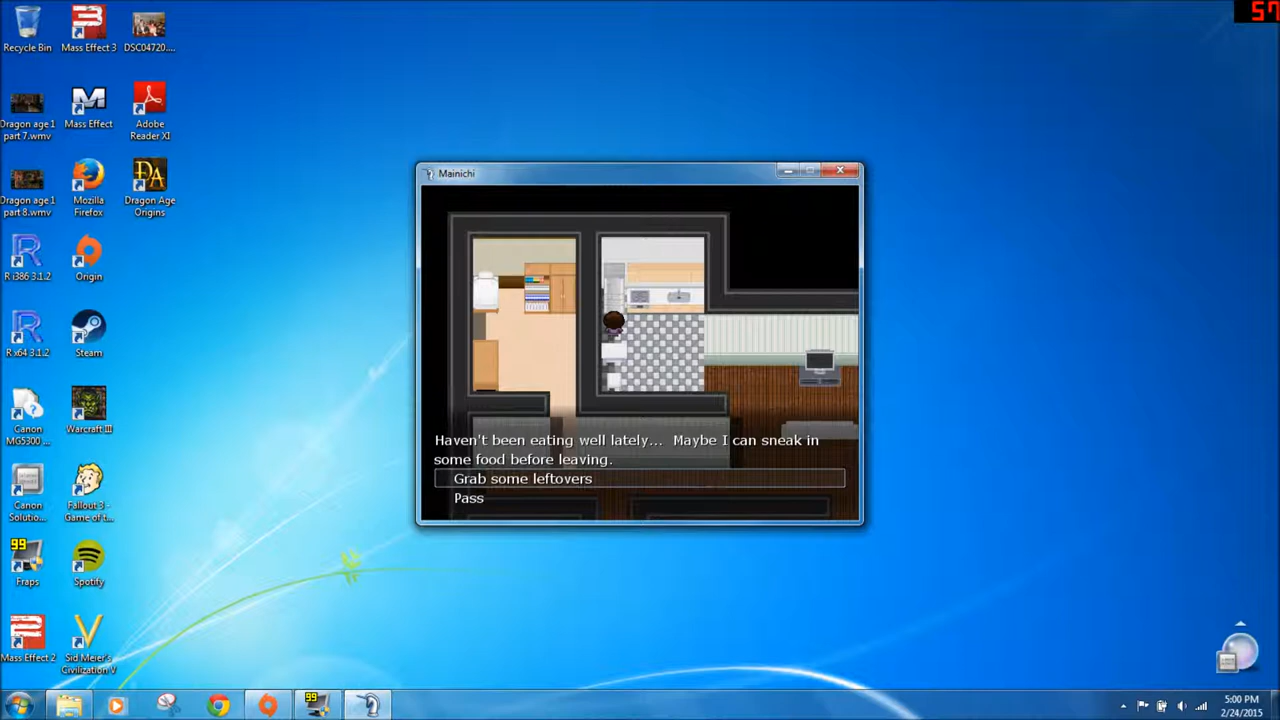 57
Recycle Bin
Mass Effect 3
DSC04720....
Dragon age 1
part 7.wmv
Mass Effect
Adobe
Reader XI
Dragon age 1
part 8.wmv
Mozilla
Firefox
Dragon Age
Origins
R i386 3.1.2
Origin
R x64 3.1.2
Steam
Canon
MG5300 ...
Warcraft III
Canon
Solutio...
Fallout 3 -
Game of t...
99
Fraps
Spotify
Mass Effect 2
Sid Meier's
Civilization V
Mainichi
Haven't been eating well lately... Maybe I can sneak in
some food before leaving.
Grab some leftovers
Pass
99
5:00 PM
2/24/2015